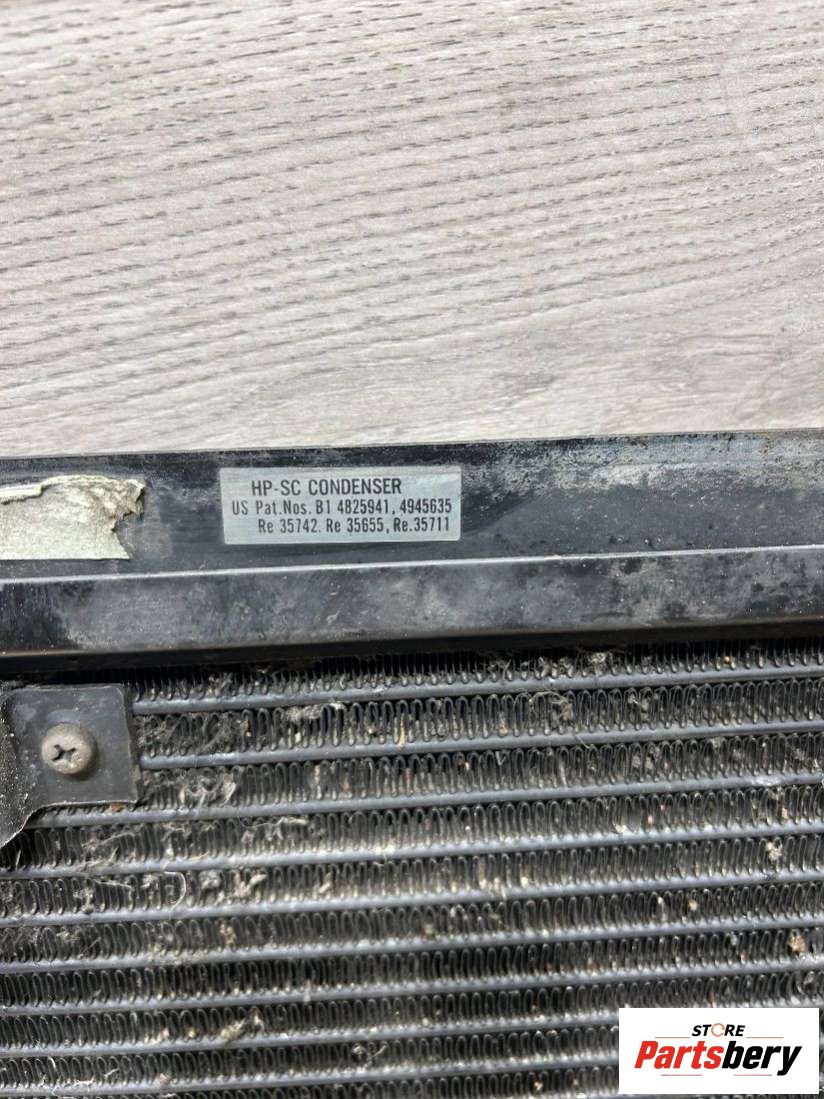 HP-SC CONDENSER
US Pat.Nos. B1 4825941, 4945635
Re 35742. Re 35655, Re.35711
STORE
Partsbery